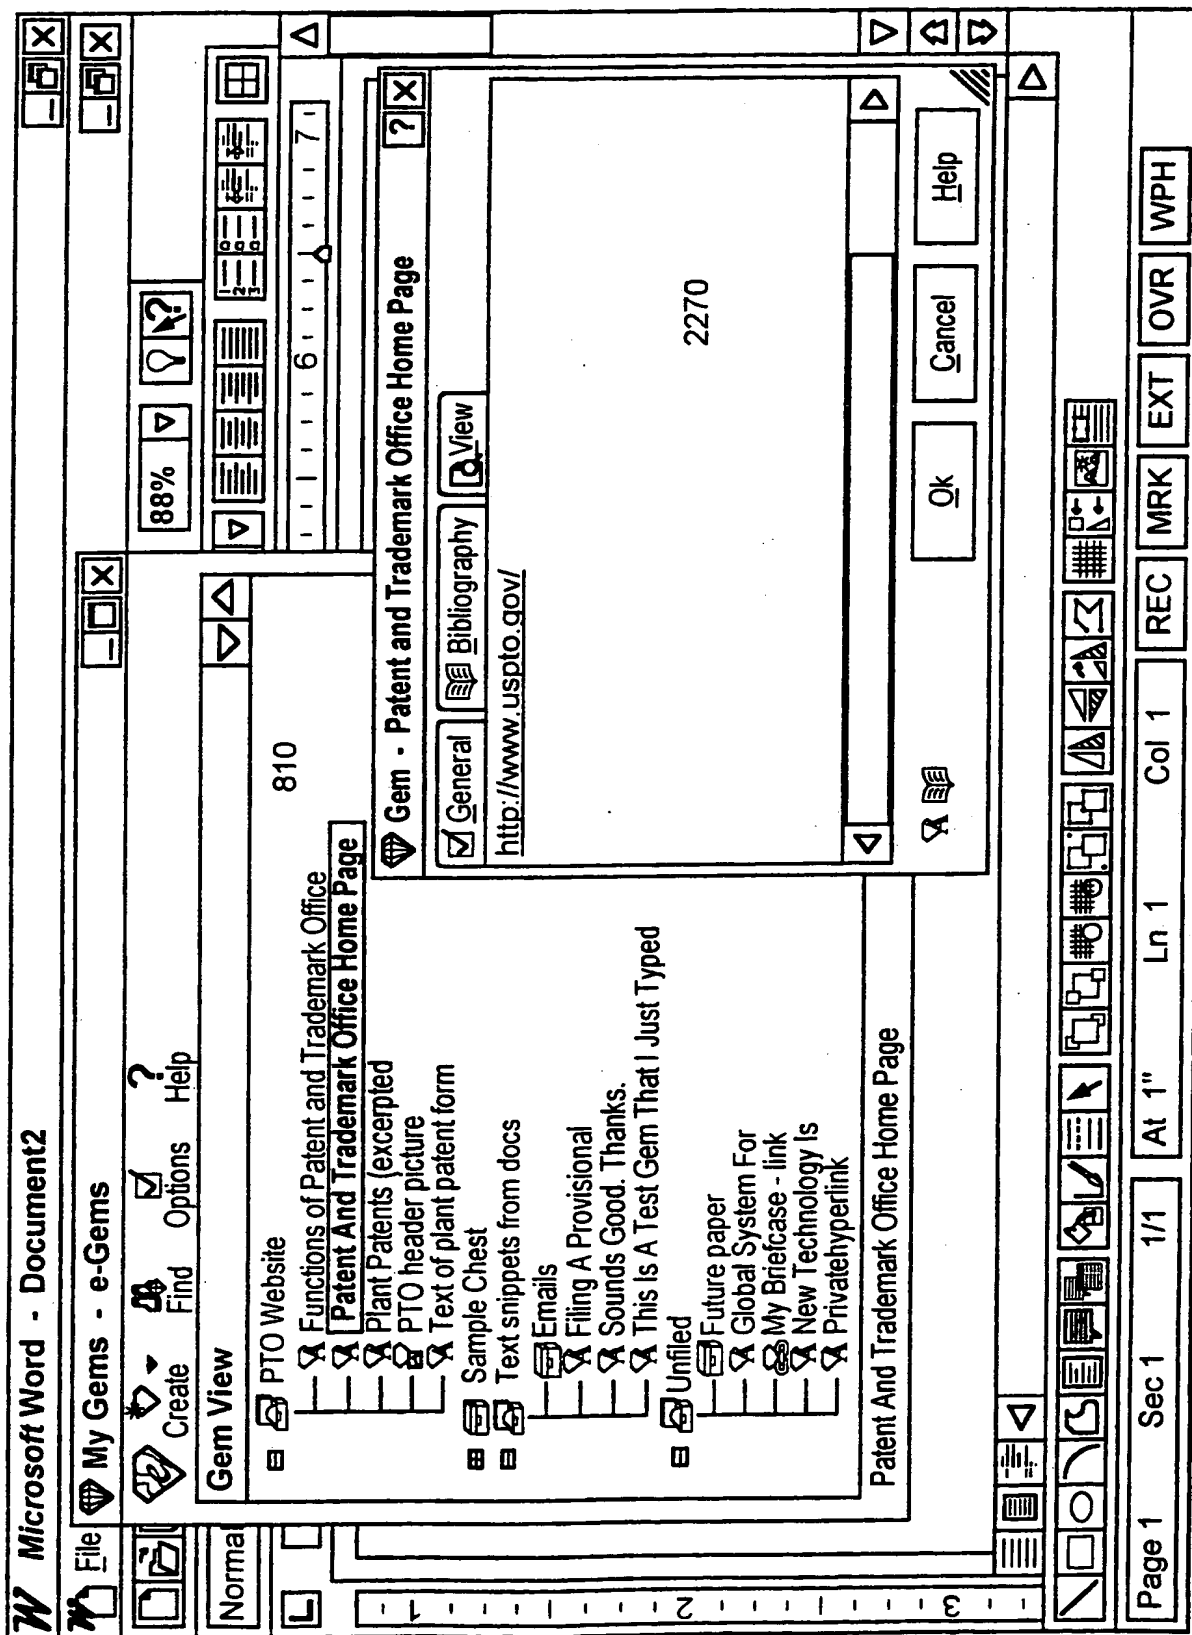 W Microsoft Word - Document2
File
My Gems - e-Gems
Create
Find
Options
Help
88%
Normal
Gem View
6
7
810
PTO Website
Functions of Patent and Trademark Office
Patent And Trademark Office Home Page
Plant Patents (excerpted
PTO header picture
Text of plant patent form
Sample Chest
Text snippets from docs
Emails
Filing A Provisional
Sounds Good. Thanks.
This Is A Test Gem That I Just Typed
Unfiled
Future paper
Global System For
My Briefcase - link
New Technology Is
Privatehyperlink
Patent And Trademark Office Home Page
Gem - Patent and Trademark Office Home Page
General
Bibliography
View
http://www.uspto.gov/
2270
Ok
Cancel
Help
1
2
3
Page 1 Sec 1 1/1 At 1" Ln 1 Col 1 REC MRK EXT OVR WPH